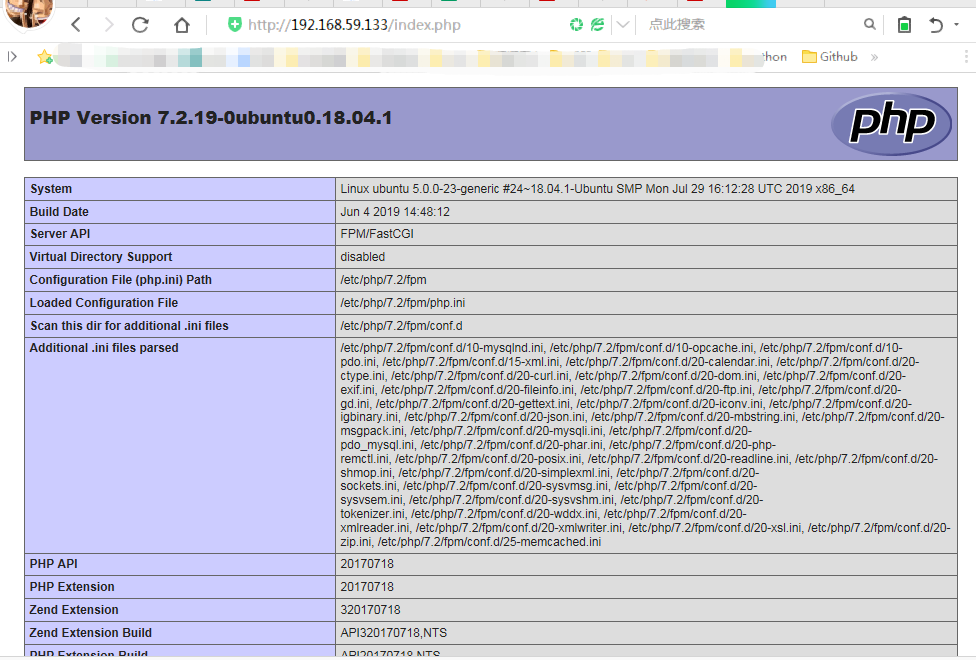 http://192.168.59.133/index.php
点此搜索
Github
PHP Version 7.2.19-0ubuntu0.18.04.1
php
System Linux ubuntu 5.0.0-23-generic #24~18.04.1-Ubuntu SMP Mon Jul 29 16:12:28 UTC 2019 x86_64
Build Date Jun 4 2019 14:48:12
Server API FPM/FastCGI
Virtual Directory Support disabled
Configuration File (php.ini) Path /etc/php/7.2/fpm
Loaded Configuration File /etc/php/7.2/fpm/php.ini
Scan this dir for additional .ini files /etc/php/7.2/fpm/conf.d
Additional .ini files parsed /etc/php/7.2/fpm/conf.d/10-mysqlnd.ini, /etc/php/7.2/fpm/conf.d/10-opcache.ini, /etc/php/7.2/fpm/conf.d/10-
pdo.ini, /etc/php/7.2/fpm/conf.d/15-xml.ini, /etc/php/7.2/fpm/conf.d/20-calendar.ini, /etc/php/7.2/fpm/conf.d/20-
ctype.ini, /etc/php/7.2/fpm/conf.d/20-curl.ini, /etc/php/7.2/fpm/conf.d/20-dom.ini, /etc/php/7.2/fpm/conf.d/20-
exif.ini, /etc/php/7.2/fpm/conf.d/20-fileinfo.ini, /etc/php/7.2/fpm/conf.d/20-ftp.ini, /etc/php/7.2/fpm/conf.d/20-
gd.ini, /etc/php/7.2/fpm/conf.d/20-gettext.ini, /etc/php/7.2/fpm/conf.d/20-iconv.ini, /etc/php/7.2/fpm/conf.d/20-
igbinary.ini, /etc/php/7.2/fpm/conf.d/20-json.ini, /etc/php/7.2/fpm/conf.d/20-mbstring.ini, /etc/php/7.2/fpm/conf.d/20-
msgpack.ini, /etc/php/7.2/fpm/conf.d/20-mysqli.ini, /etc/php/7.2/fpm/conf.d/20-
pdo_mysql.ini, /etc/php/7.2/fpm/conf.d/20-phar.ini, /etc/php/7.2/fpm/conf.d/20-php-
remctl.ini, /etc/php/7.2/fpm/conf.d/20-posix.ini, /etc/php/7.2/fpm/conf.d/20-readline.ini, /etc/php/7.2/fpm/conf.d/20-
shmop.ini, /etc/php/7.2/fpm/conf.d/20-simplexml.ini, /etc/php/7.2/fpm/conf.d/20-
sockets.ini, /etc/php/7.2/fpm/conf.d/20-sysvmsg.ini, /etc/php/7.2/fpm/conf.d/20-
sysvsem.ini, /etc/php/7.2/fpm/conf.d/20-sysvshm.ini, /etc/php/7.2/fpm/conf.d/20-
tokenizer.ini, /etc/php/7.2/fpm/conf.d/20-wddx.ini, /etc/php/7.2/fpm/conf.d/20-
xmlreader.ini, /etc/php/7.2/fpm/conf.d/20-xmlwriter.ini, /etc/php/7.2/fpm/conf.d/20-xsl.ini, /etc/php/7.2/fpm/conf.d/20-
zip.ini, /etc/php/7.2/fpm/conf.d/25-memcached.ini
PHP API 20170718
PHP Extension 20170718
Zend Extension 320170718
Zend Extension Build API320170718,NTS
PHP Extension Build API20170718,NTS